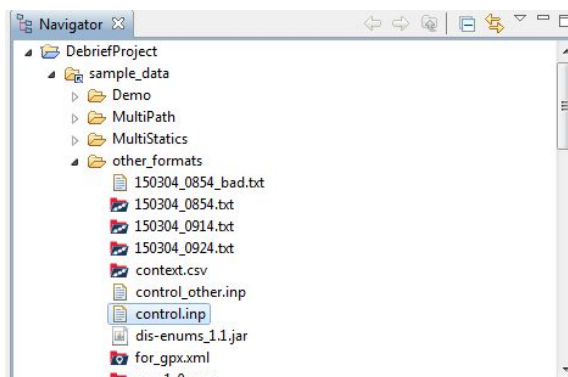 Navigator
DebriefProject
sample_data
Demo
MultiPath
MultiStatics
other_formats
150304_0854_bad.txt
150304_0854.txt
150304_0914.txt
150304_0924.txt
context.csv
control_other.inp
control.inp
dis-enums_1.1.jar
for_gpx.xml